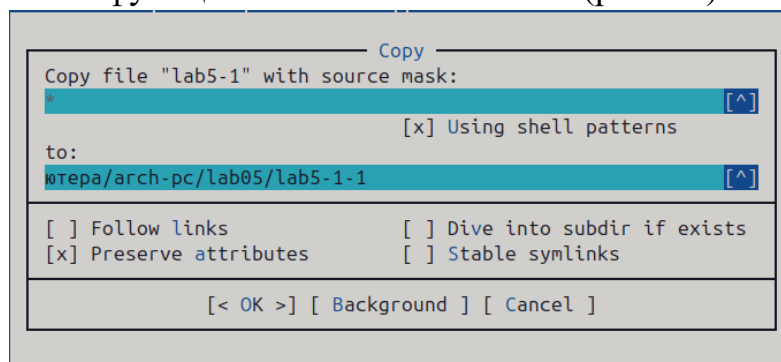 Copy
Copy file "lab5-1" with source mask:
* [^]
[x] Using shell patterns
to:
ютера/arch-pc/lab05/lab5-1-1 [^]
[ ] Follow links [ ] Dive into subdir if exists
[x] Preserve attributes [ ] Stable symlinks
[< OK >] [ Background ] [ Cancel ]